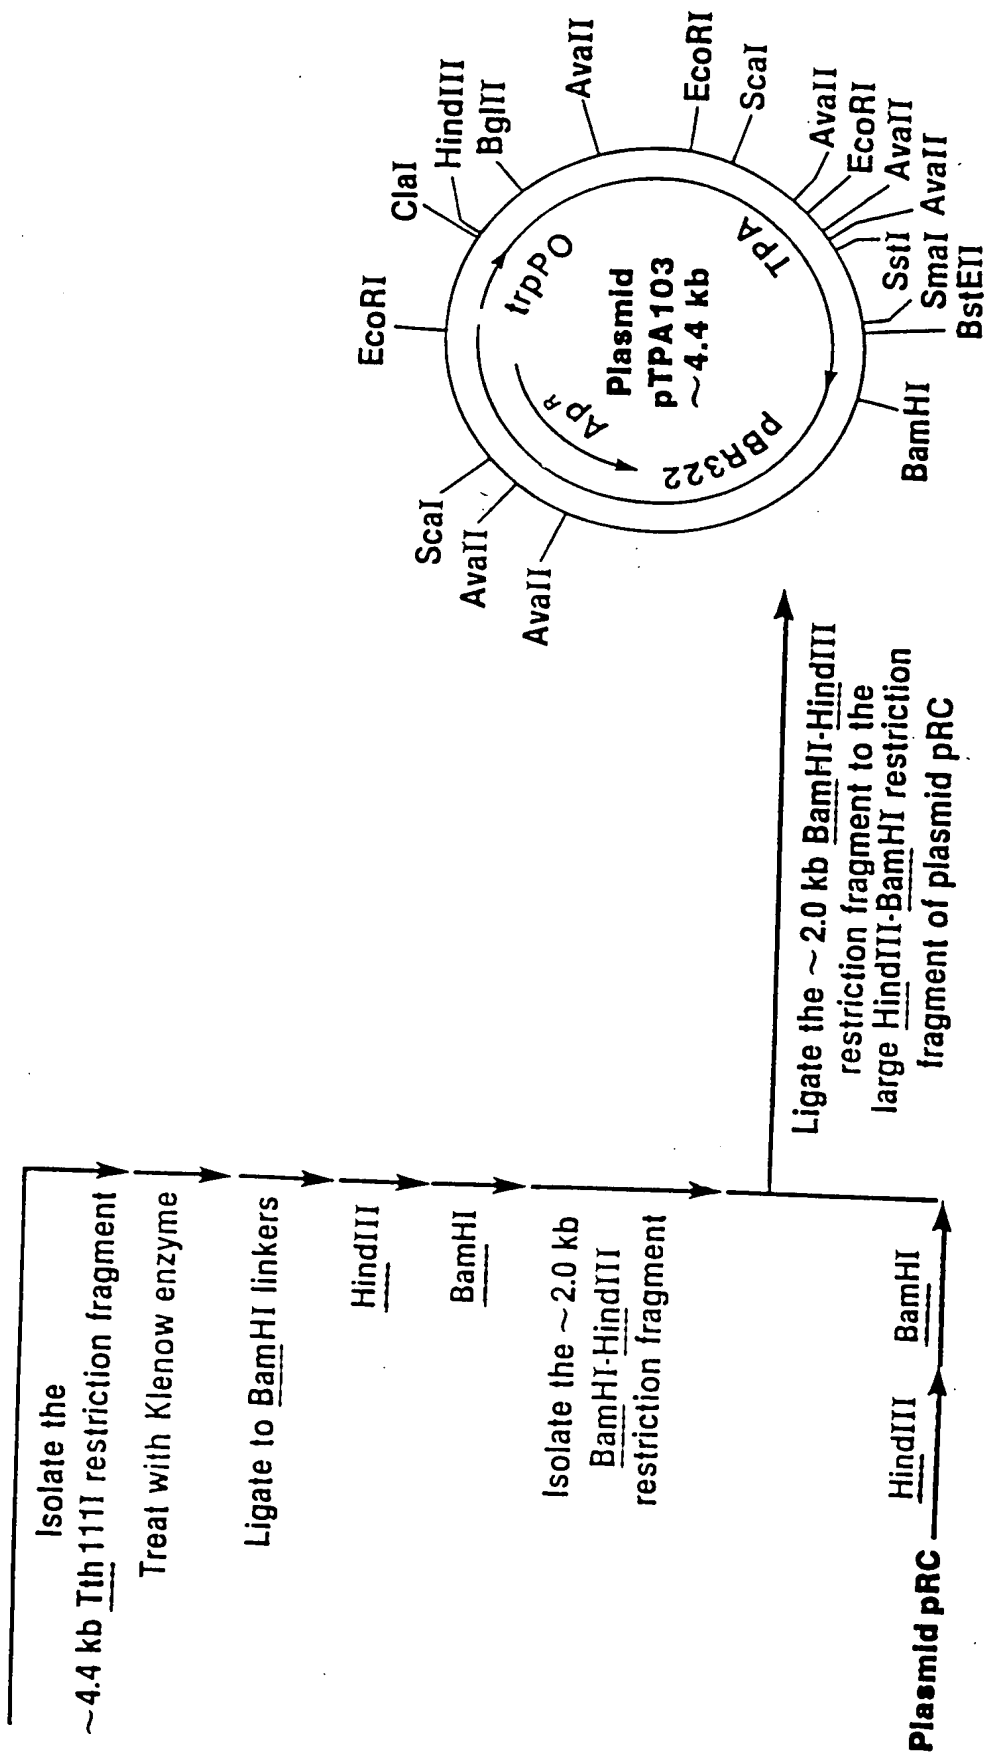 Isolate the
~4.4 kb Tth111I restriction fragment
Treat with Klenow enzyme
Ligate to BamHI linkers
HindIII
BamHI
Isolate the ~2.0 kb
BamHI-HindIII
restriction fragment
Plasmid pRC
HindIII
BamHI
Ligate the ~2.0 kb BamHI-HindIII
restriction fragment to the
large HindIII-BamHI restriction
fragment of plasmid pRC
EcoRI
ClaI
HindIII
BglII
AvaII
EcoRI
ScaI
AvaII
EcoRI
AvaII
AvaII
SstI
SmaI
BstEII
BamHI
AvaII
AvaII
ScaI
trpPO
TPA
pBR322
ApR
Plasmid
pTPA103
~4.4 kb